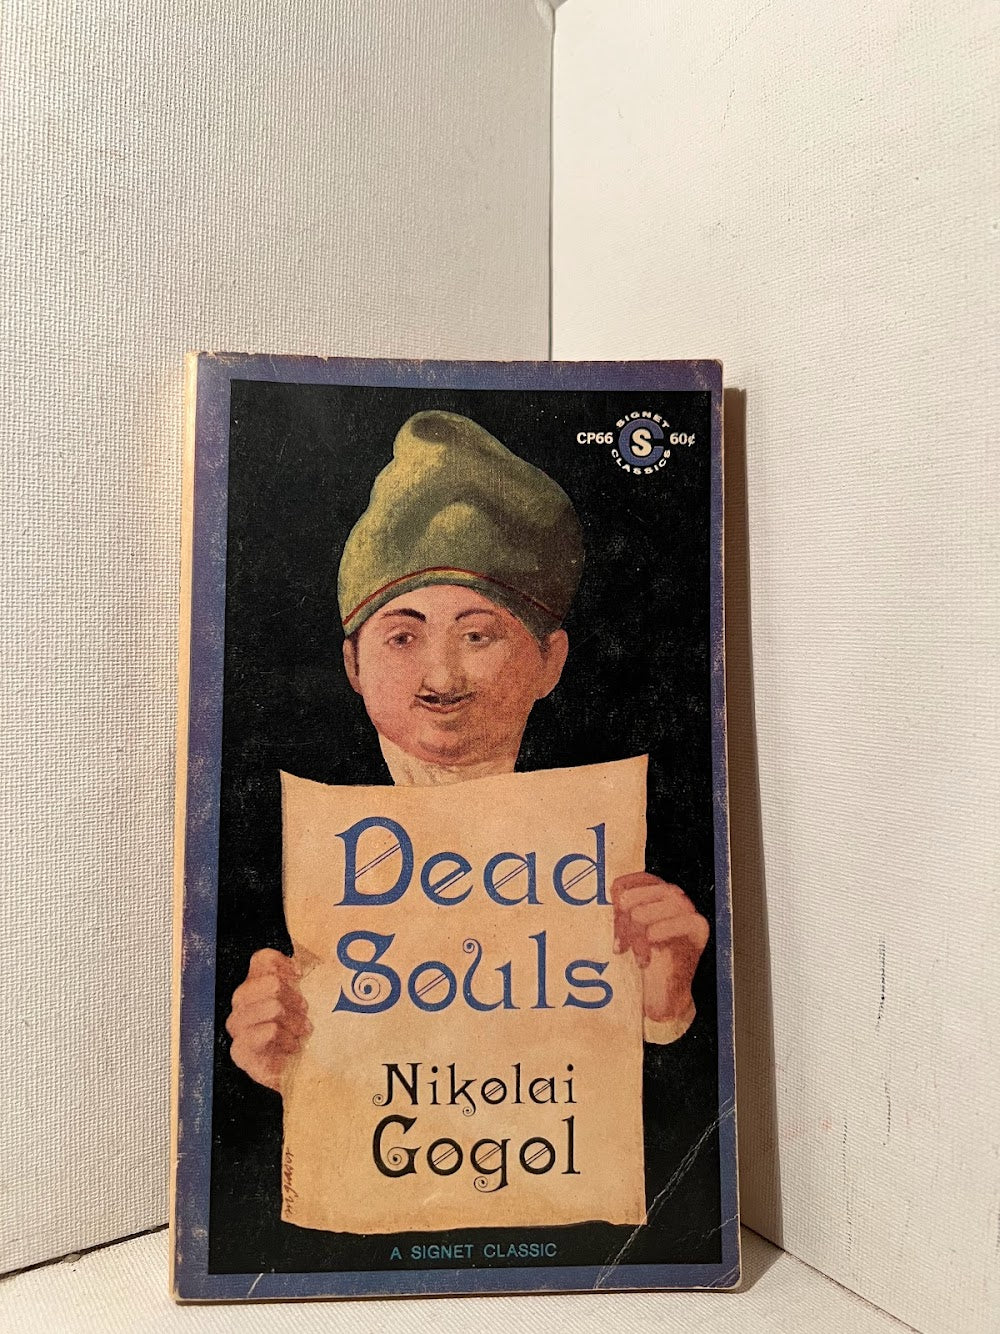 CP66 SIGNET S CLASSICS 60¢
Dead
Souls
Nikolai
Gogol
A SIGNET CLASSIC